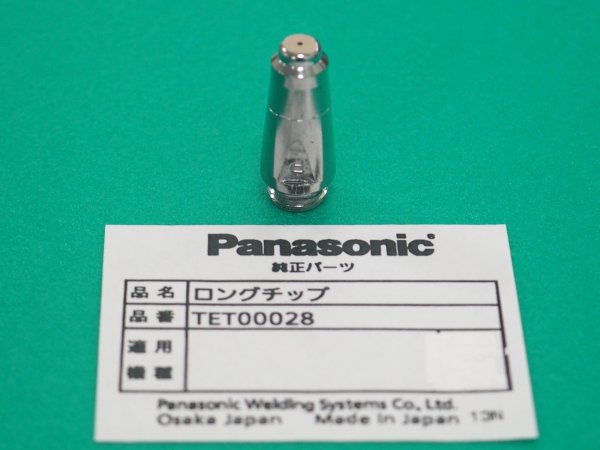 Panasonic®
純正パーツ
品名 ロングチップ
品番 TET00028
適用
機種
Panasonic Welding Systems Co., Ltd.
Osaka Japan Made in Japan 13N